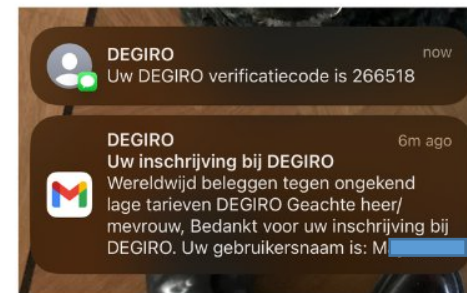 DEGIRO now
Uw DEGIRO verificatiecode is 266518
DEGIRO 6m ago
Uw inschrijving bij DEGIRO
Wereldwijd beleggen tegen ongekend
lage tarieven DEGIRO Geachte heer/
mevrouw, Bedankt voor uw inschrijving bij
DEGIRO. Uw gebruikersnaam is: M